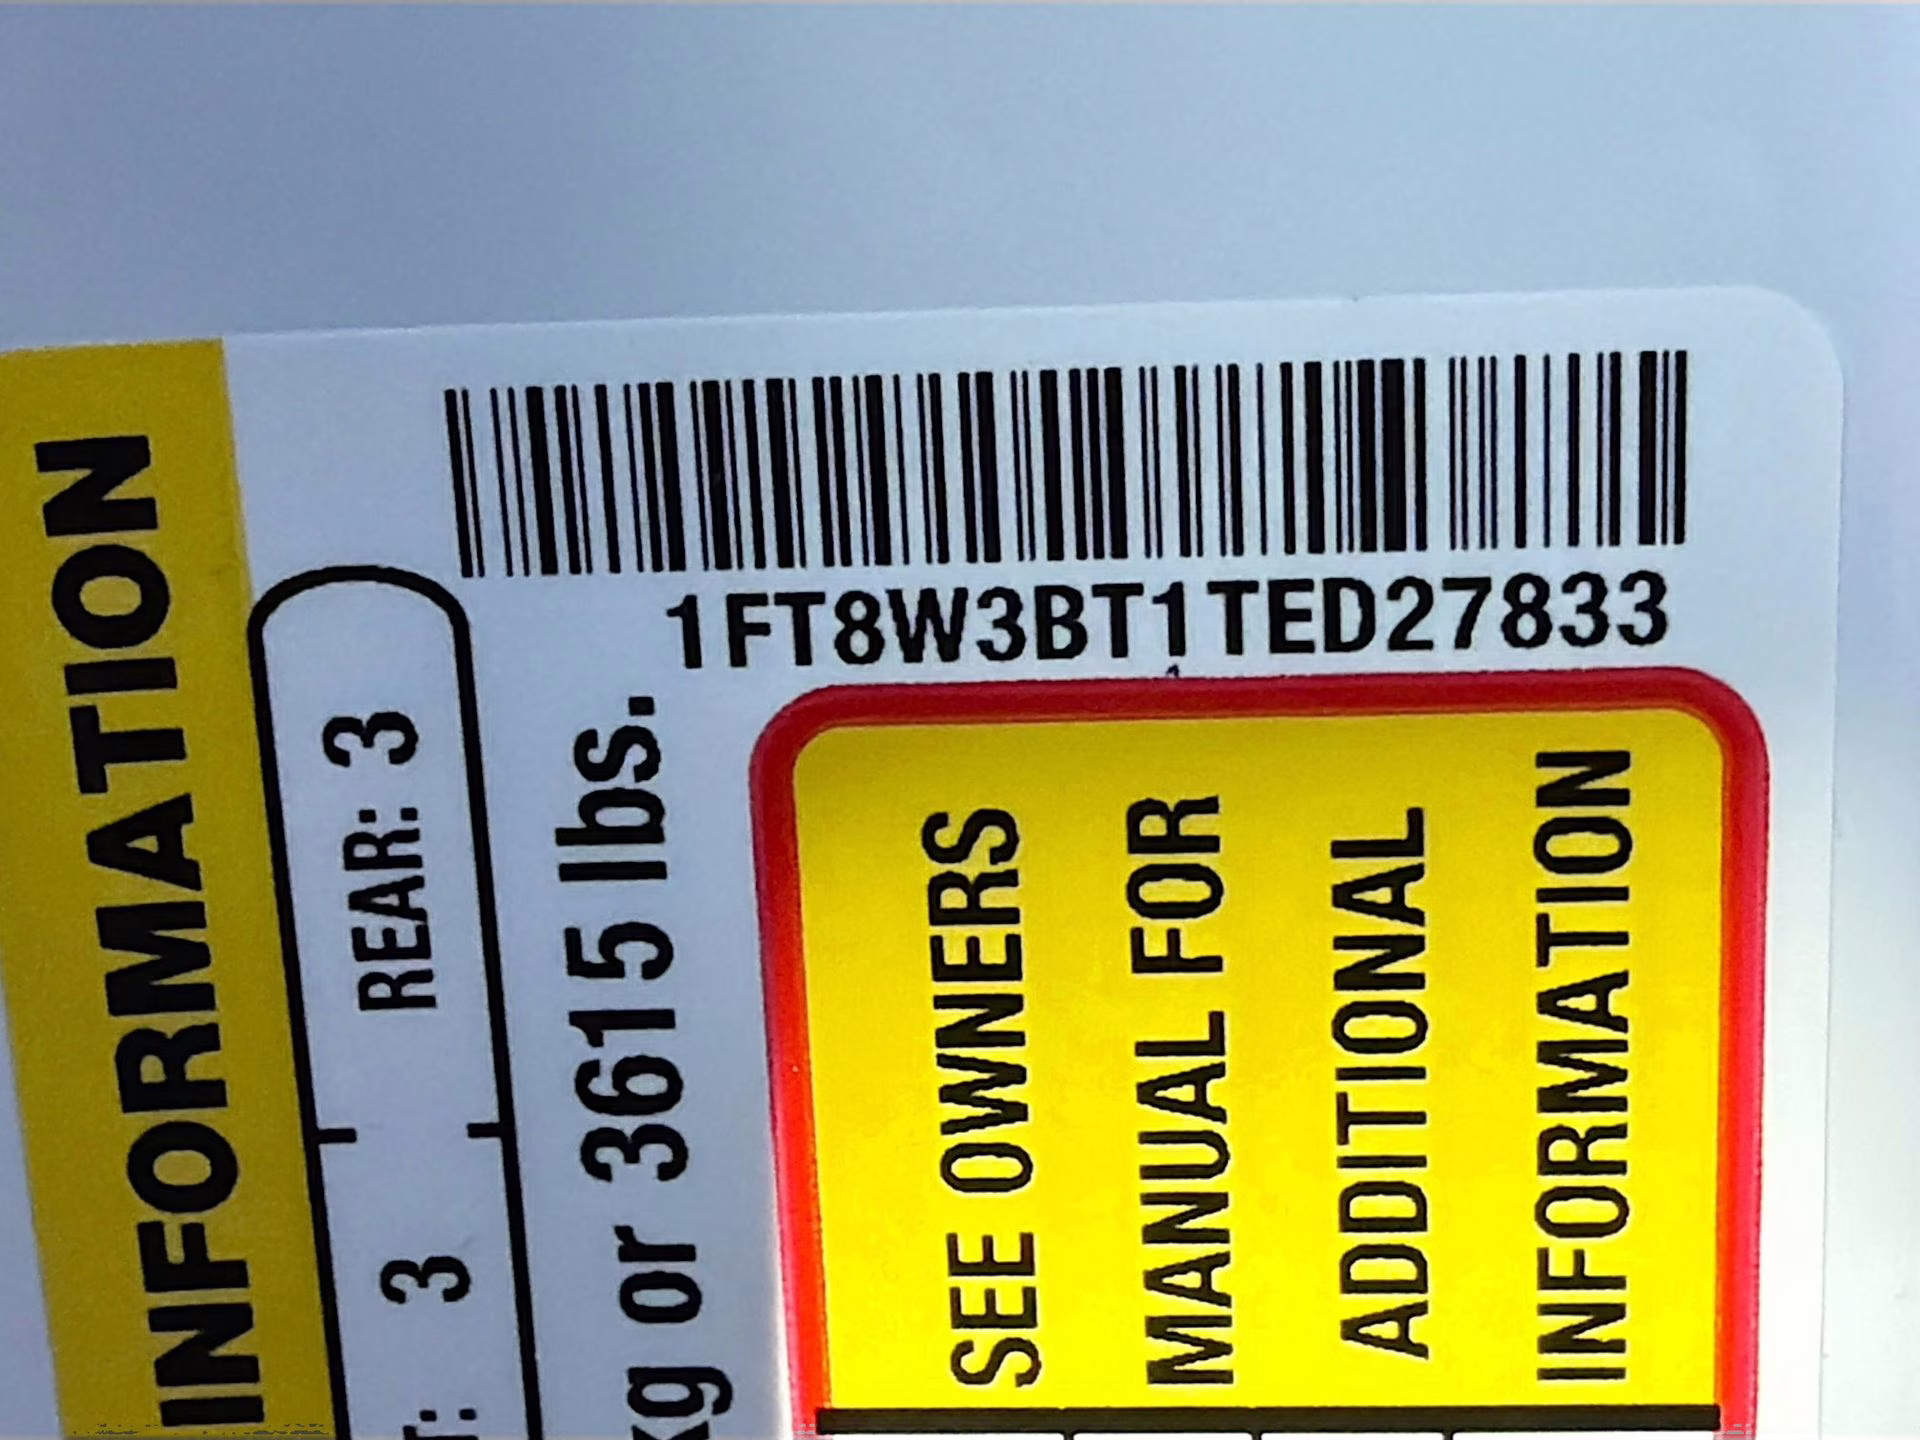 1FT8W3BT1TED27833
INFORMATION
T: 3 REAR: 3
kg or 3615 lbs.
SEE OWNERS
MANUAL FOR
ADDITIONAL
INFORMATION